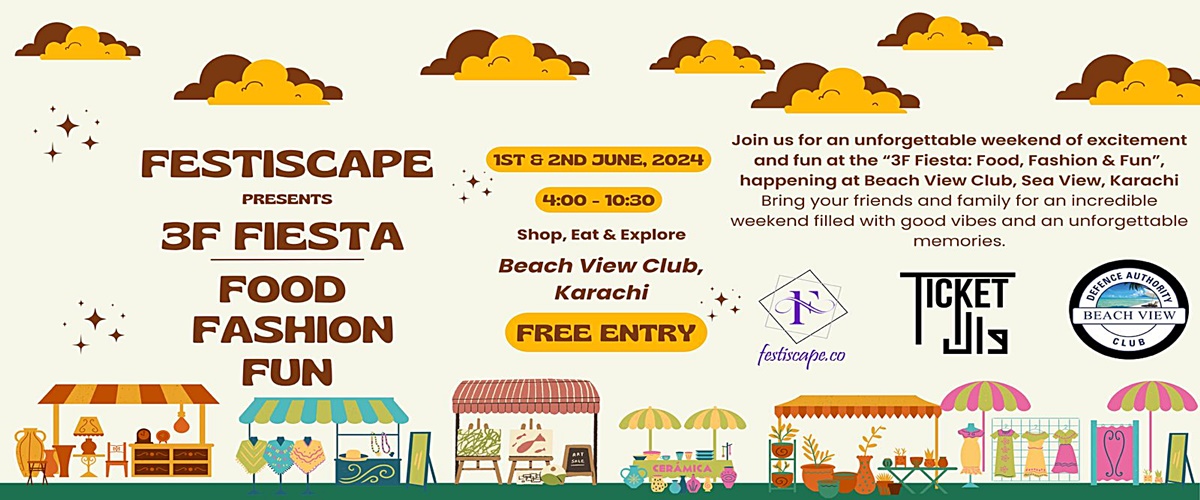 FESTISCAPE
PRESENTS
3F FIESTA
FOOD
FASHION
FUN
1ST & 2ND JUNE, 2024
4:00 - 10:30
Shop, Eat & Explore
Beach View Club,
Karachi
FREE ENTRY
Join us for an unforgettable weekend of excitement
and fun at the “3F Fiesta: Food, Fashion & Fun”,
happening at Beach View Club, Sea View, Karachi
Bring your friends and family for an incredible
weekend filled with good vibes and an unforgettable
memories.
F
festiscape.co
TICKET
WALA
DEFENCE AUTHORITY
BEACH VIEW
CLUB
ART
SALE
CERÁMICA